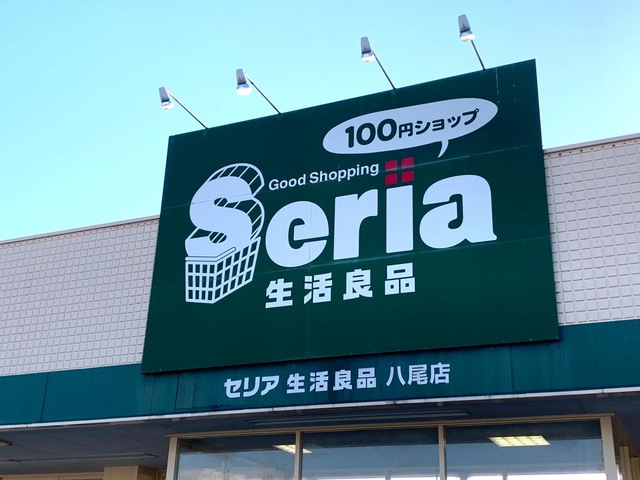 100円ショップ
Good Shopping
Seria
生活良品
セリア 生活良品 八尾店